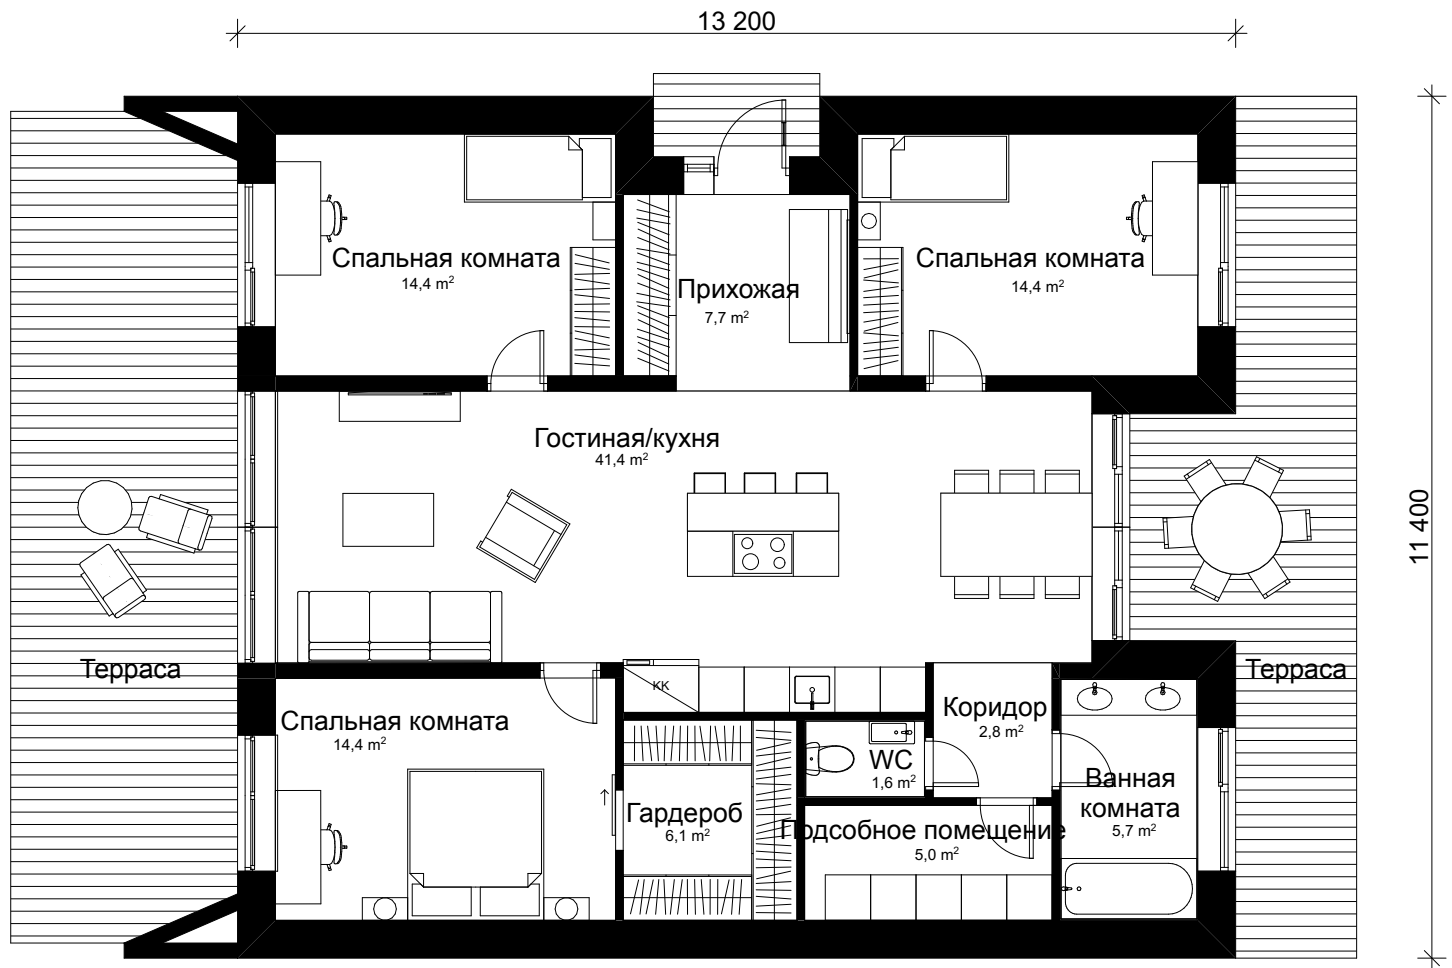 13 200
Спальная комната
14,4 m²
Прихожая
7,7 m²
Спальная комната
14,4 m²
Гостиная/кухня
41,4 m²
11 400
Терраса
Терраса
KK
Спальная комната
14,4 m²
Коридор
2,8 m²
WC
1,6 m²
Ванная
комната
5,7 m²
Гардероб
6,1 m²
Подсобное помещение
5,0 m²